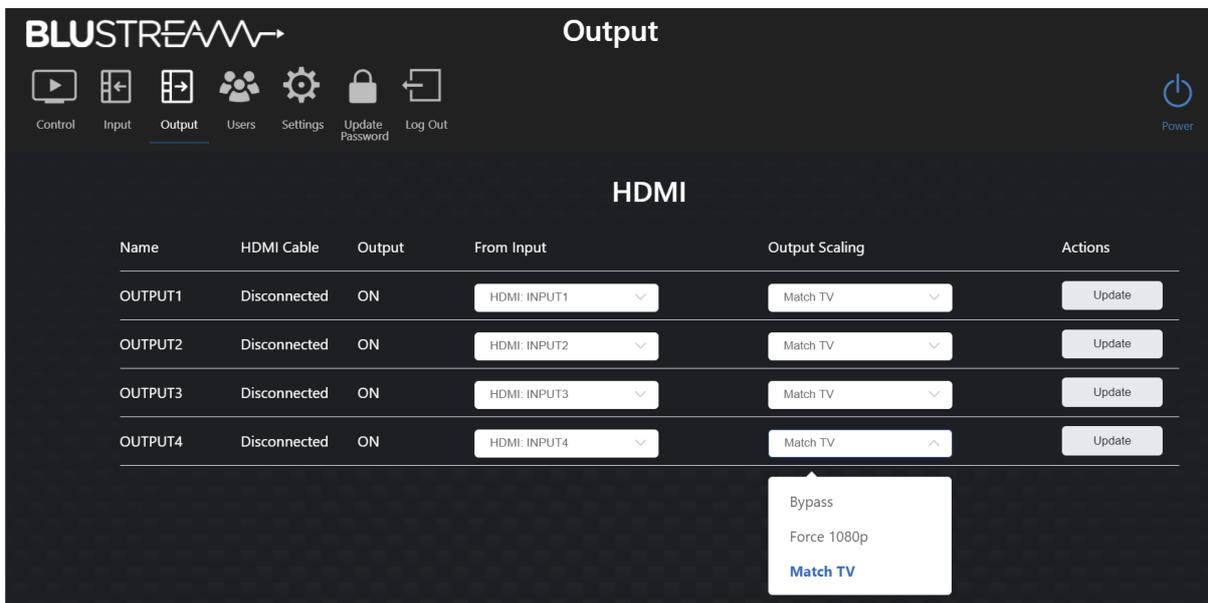 BLUSTREAM
Output
Control Input Output Users Settings Update Password Log Out
Power
HDMI
Name HDMI Cable Output From Input Output Scaling Actions
OUTPUT1 Disconnected ON HDMI: INPUT1 Match TV Update
OUTPUT2 Disconnected ON HDMI: INPUT2 Match TV Update
OUTPUT3 Disconnected ON HDMI: INPUT3 Match TV Update
OUTPUT4 Disconnected ON HDMI: INPUT4 Match TV Update
Bypass
Force 1080p
Match TV